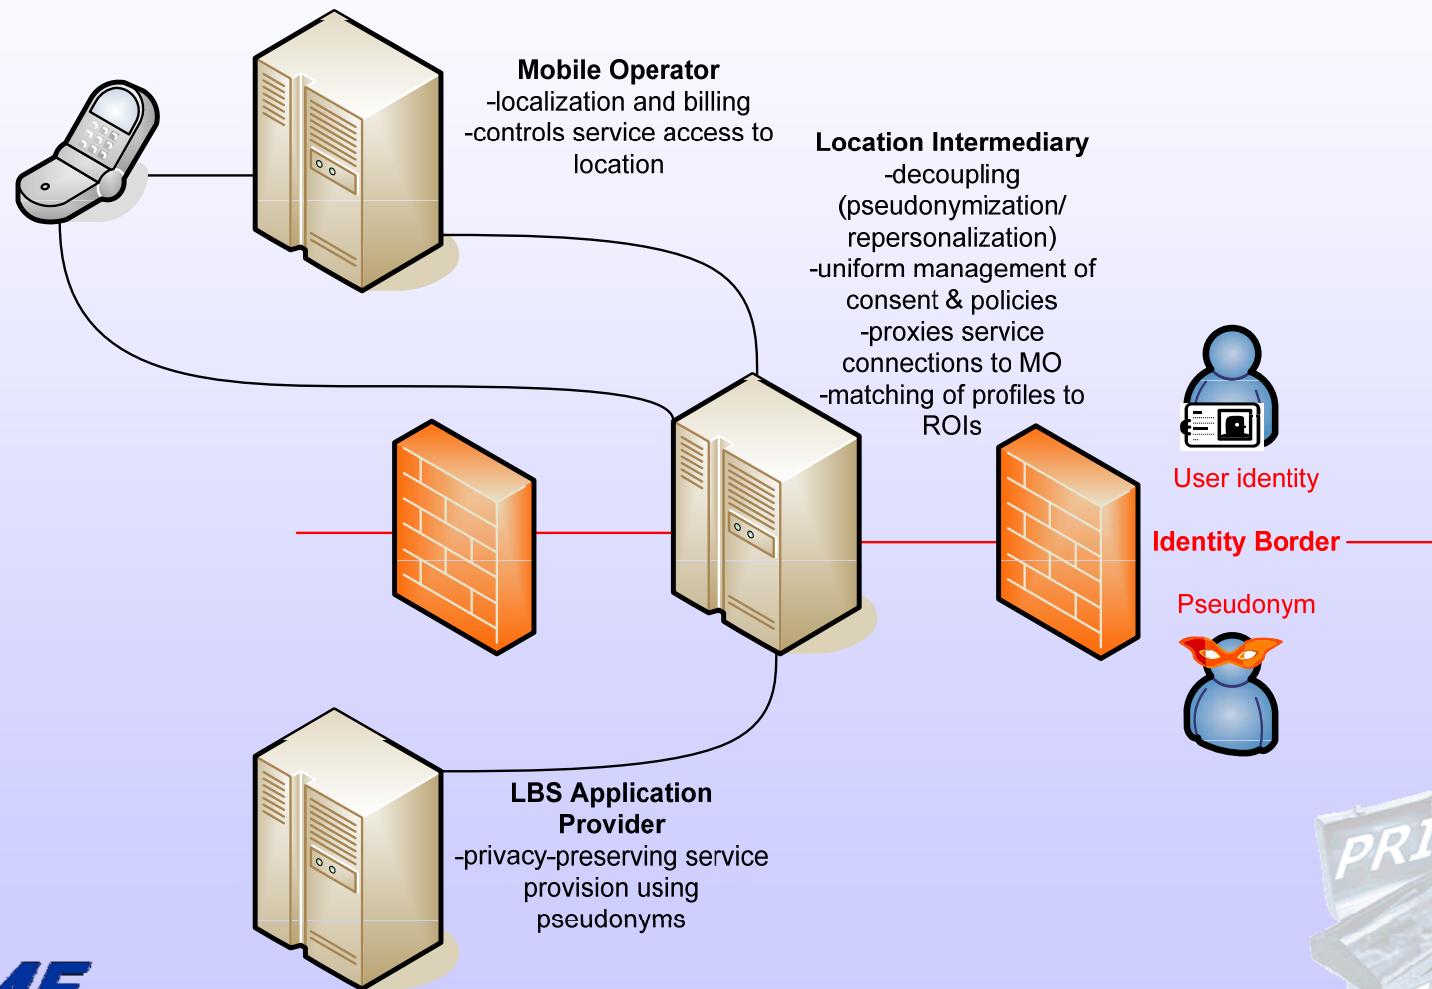 Mobile Operator
-localization and billing
-controls service access to
location
Location Intermediary
-decoupling
(pseudonymization/
repersonalization)
-uniform management of
consent & policies
-proxies service
connections to MO
-matching of profiles to
ROIs
User identity
Identity Border
Pseudonym
LBS Application
Provider
-privacy-preserving service
provision using
pseudonyms
PRI